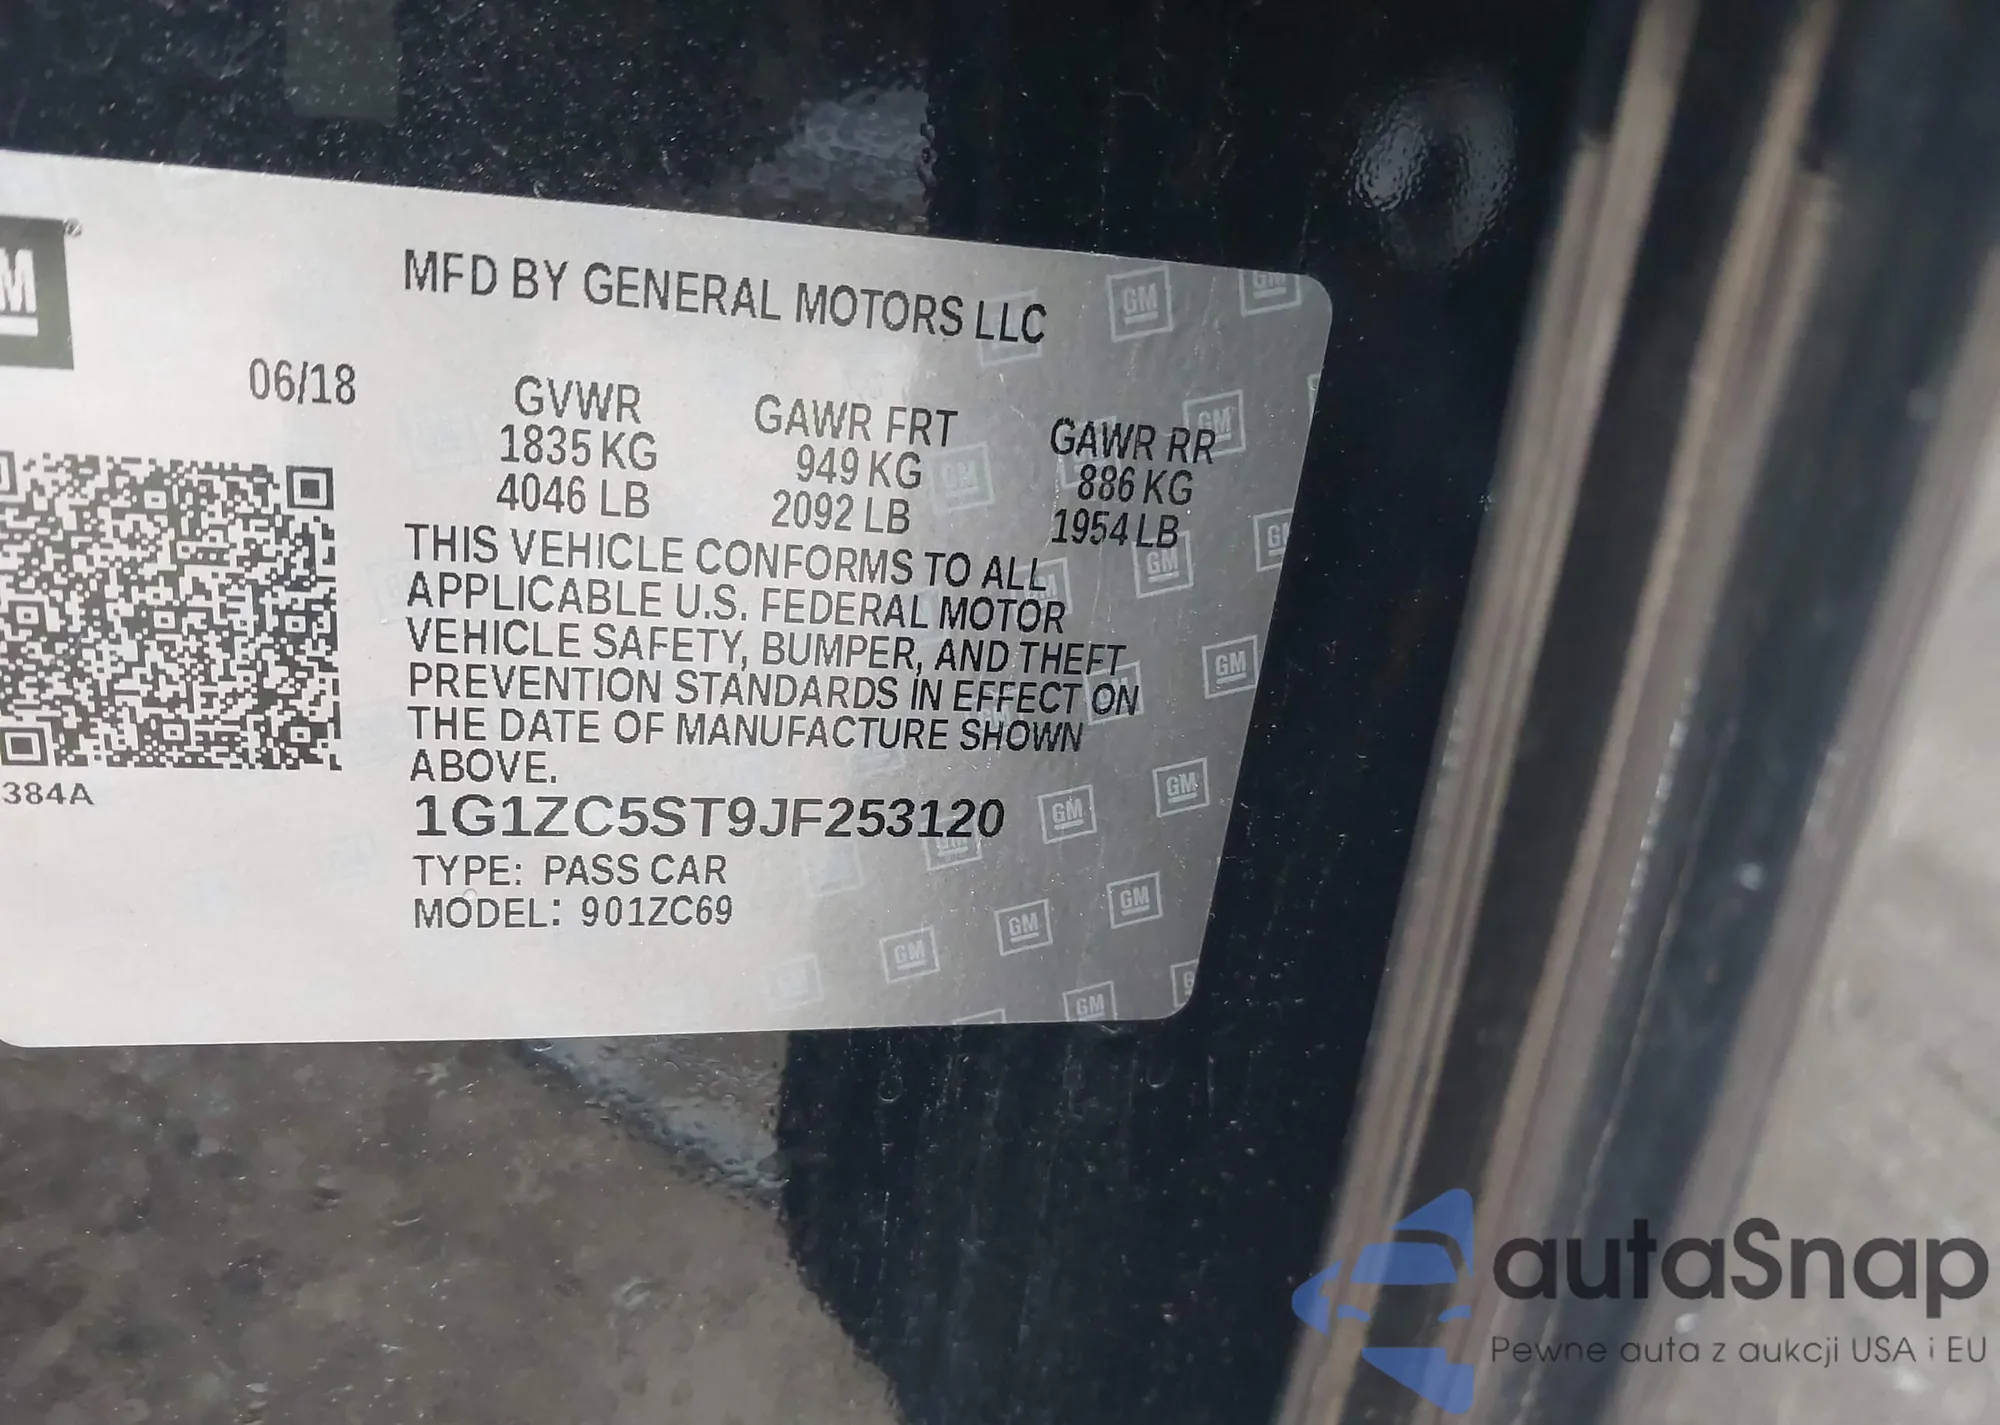 GM
MFD BY GENERAL MOTORS LLC
06/18
GVWR
1835 KG
4046 LB
GAWR FRT
949 KG
2092 LB
GAWR RR
886 KG
1954 LB
THIS VEHICLE CONFORMS TO ALL
APPLICABLE U.S. FEDERAL MOTOR
VEHICLE SAFETY, BUMPER, AND THEFT
PREVENTION STANDARDS IN EFFECT ON
THE DATE OF MANUFACTURE SHOWN
ABOVE.
384A
1G1ZC5ST9JF253120
TYPE: PASS CAR
MODEL: 901ZC69
autaSnap
Pewne auta z aukcji USA i EU